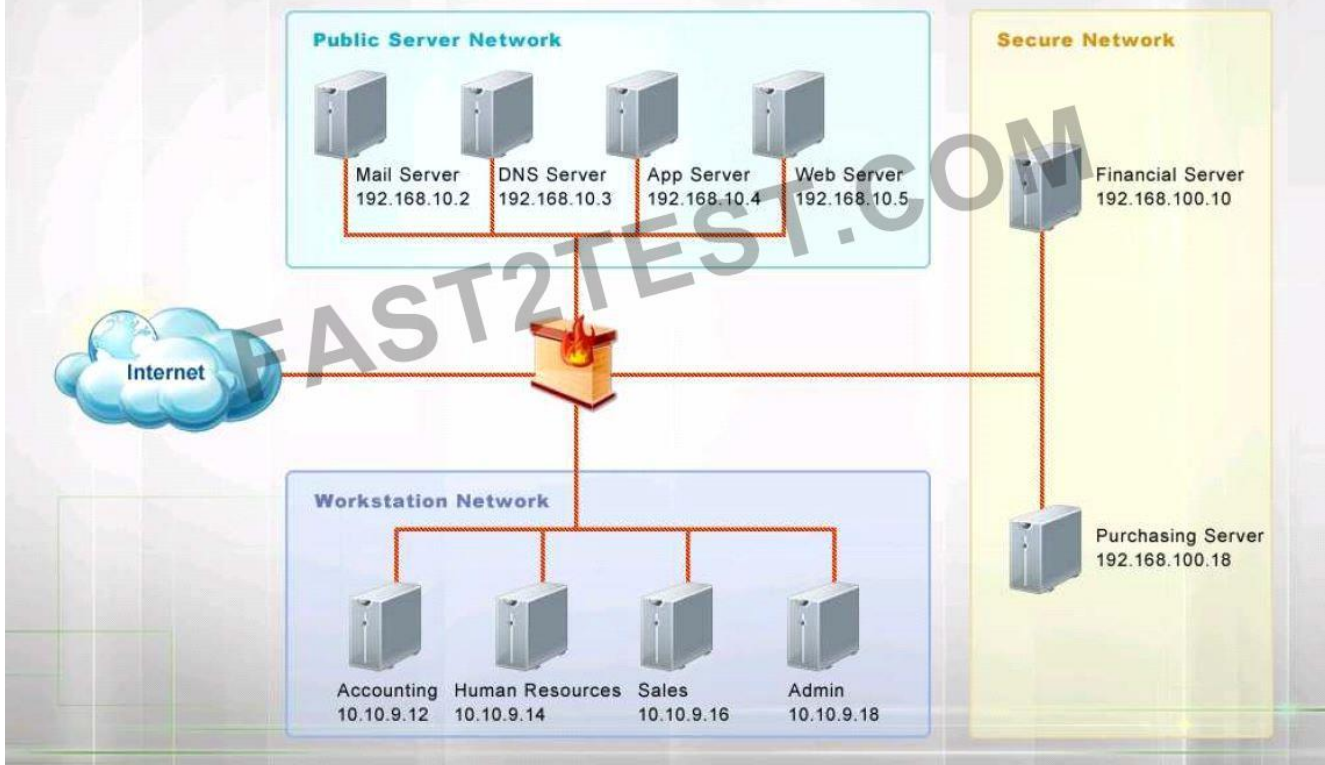 Public Server Network
Mail Server
192.168.10.2
DNS Server
192.168.10.3
App Server
192.168.10.4
Web Server
192.168.10.5
Secure Network
Financial Server
192.168.100.10
FAST2TEST.COM
Internet
Purchasing Server
192.168.100.18
Workstation Network
Accounting
10.10.9.12
Human Resources
10.10.9.14
Sales
10.10.9.16
Admin
10.10.9.18